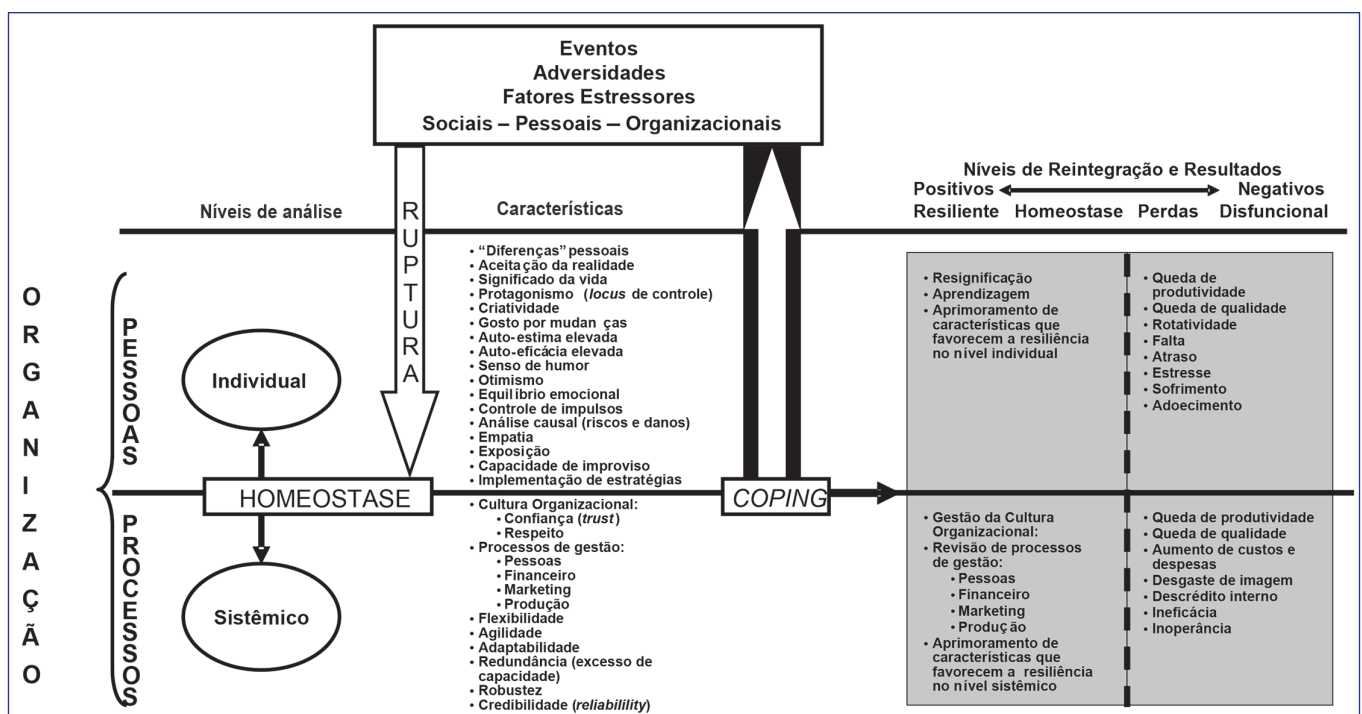 Eventos
Adversidades
Fatores Estressores
Sociais – Pessoais – Organizacionais
Níveis de Reintegração e Resultados
Positivos Negativos
Resiliente Homeostase Perdas Disfuncional
Níveis de análise
Características
RUPTURA
ORGANIZAÇÃO
PESSOAS
PROCESSOS
Individual
HOMEOSTASE
Sistêmico
• “Diferenças” pessoais
• Aceitação da realidade
• Significado da vida
• Protagonismo (locus de controle)
• Criatividade
• Gosto por mudan ças
• Auto-estima elevada
• Auto-eficácia elevada
• Senso de humor
• Otimismo
• Equilíbrio emocional
• Controle de impulsos
• Análise causal (riscos e danos)
• Empatia
• Exposição
• Capacidade de improviso
• Implementação de estratégias
• Cultura Organizacional:
• Confiança (trust)
• Respeito
• Processos de gestão:
• Pessoas
• Financeiro
• Marketing
• Produção
• Flexibilidade
• Agilidade
• Adaptabilidade
• Redundância (excesso de
capacidade)
• Robustez
• Credibilidade (reliabilility)
COPING
• Resignificação
• Aprendizagem
• Aprimoramento de
características que
favorecem a resiliência
no nível individual
• Queda de
produtividade
• Queda de qualidade
• Rotatividade
• Falta
• Atraso
• Estresse
• Sofrimento
• Adoecimento
• Gestão da Cultura
Organizacional:
• Revisão de processos
de gestão:
• Pessoas
• Financeiro
• Marketing
• Produção
• Aprimoramento de
características que
favorecem a resiliência
no nível sistêmico
• Queda de produtividade
• Queda de qualidade
• Aumento de custos e
despesas
• Desgaste de imagem
• Descrédito interno
• Ineficácia
• Inoperância